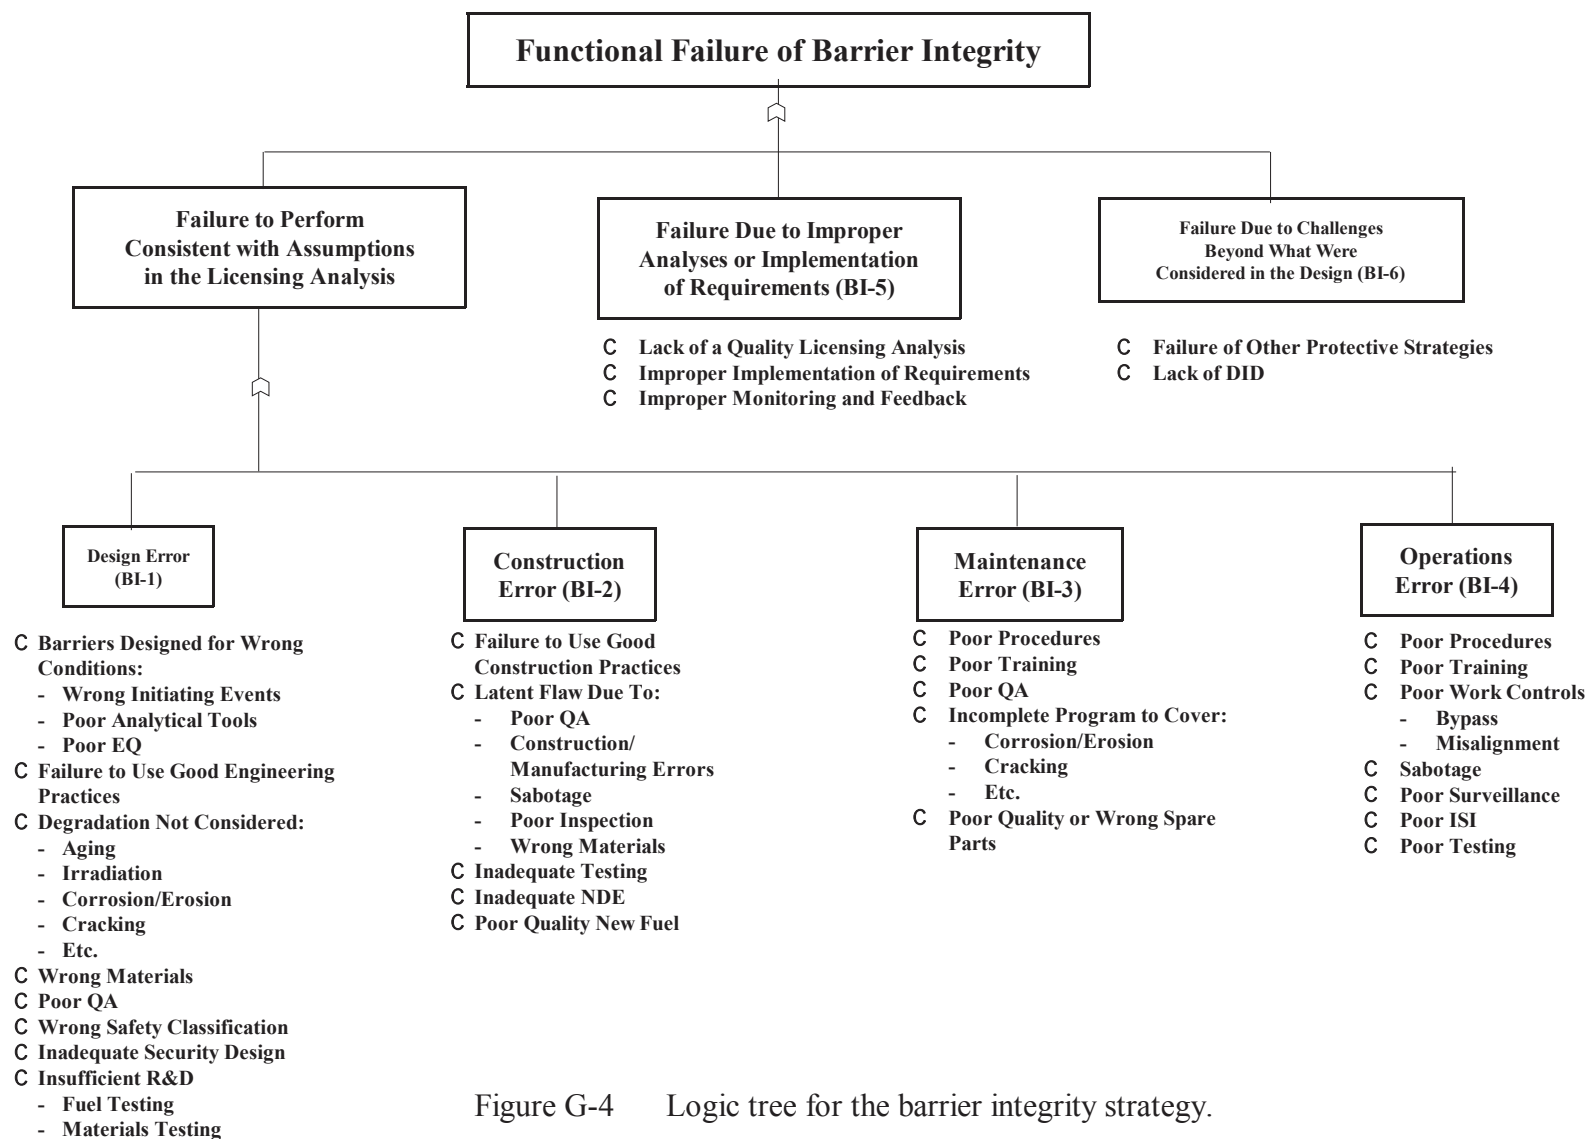 Functional Failure of Barrier Integrity
Failure to Perform
Consistent with Assumptions
in the Licensing Analysis
Failure Due to Improper
Analyses or Implementation
of Requirements (BI-5)
C Lack of a Quality Licensing Analysis
C Improper Implementation of Requirements
C Improper Monitoring and Feedback
Failure Due to Challenges
Beyond What Were
Considered in the Design (BI-6)
C Failure of Other Protective Strategies
C Lack of DID
Design Error
(BI-1)
C Barriers Designed for Wrong
Conditions:
- Wrong Initiating Events
- Poor Analytical Tools
- Poor EQ
C Failure to Use Good Engineering
Practices
C Degradation Not Considered:
- Aging
- Irradiation
- Corrosion/Erosion
- Cracking
- Etc.
C Wrong Materials
C Poor QA
C Wrong Safety Classification
C Inadequate Security Design
C Insufficient R&D
- Fuel Testing
- Materials Testing
Construction
Error (BI-2)
C Failure to Use Good
Construction Practices
C Latent Flaw Due To:
- Poor QA
- Construction/
Manufacturing Errors
- Sabotage
- Poor Inspection
- Wrong Materials
C Inadequate Testing
C Inadequate NDE
C Poor Quality New Fuel
Maintenance
Error (BI-3)
C Poor Procedures
C Poor Training
C Poor QA
C Incomplete Program to Cover:
- Corrosion/Erosion
- Cracking
- Etc.
C Poor Quality or Wrong Spare
Parts
Operations
Error (BI-4)
C Poor Procedures
C Poor Training
C Poor Work Controls
- Bypass
- Misalignment
C Sabotage
C Poor Surveillance
C Poor ISI
C Poor Testing
Figure G-4 Logic tree for the barrier integrity strategy.